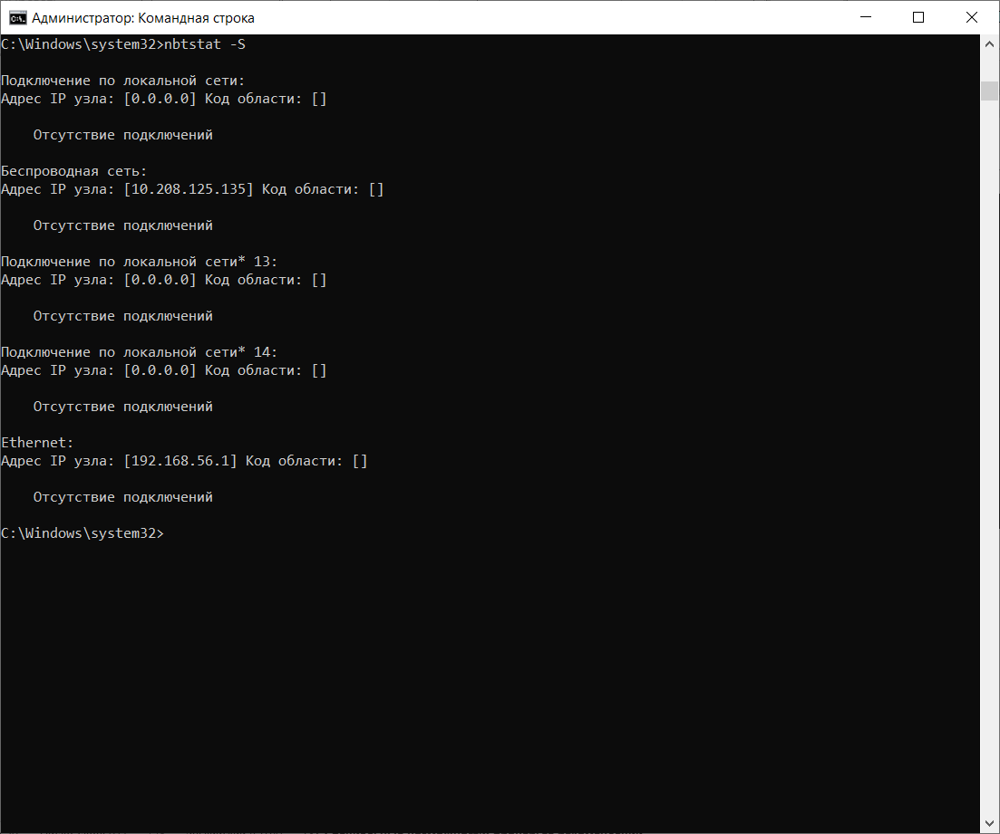 Администратор: Командная строка
C:\Windows\system32>nbtstat -S
Подключение по локальной сети:
Адрес IP узла: [0.0.0.0] Код области: []
Отсутствие подключений
Беспроводная сеть:
Адрес IP узла: [10.208.125.135] Код области: []
Отсутствие подключений
Подключение по локальной сети* 13:
Адрес IP узла: [0.0.0.0] Код области: []
Отсутствие подключений
Подключение по локальной сети* 14:
Адрес IP узла: [0.0.0.0] Код области: []
Отсутствие подключений
Ethernet:
Адрес IP узла: [192.168.56.1] Код области: []
Отсутствие подключений
C:\Windows\system32>